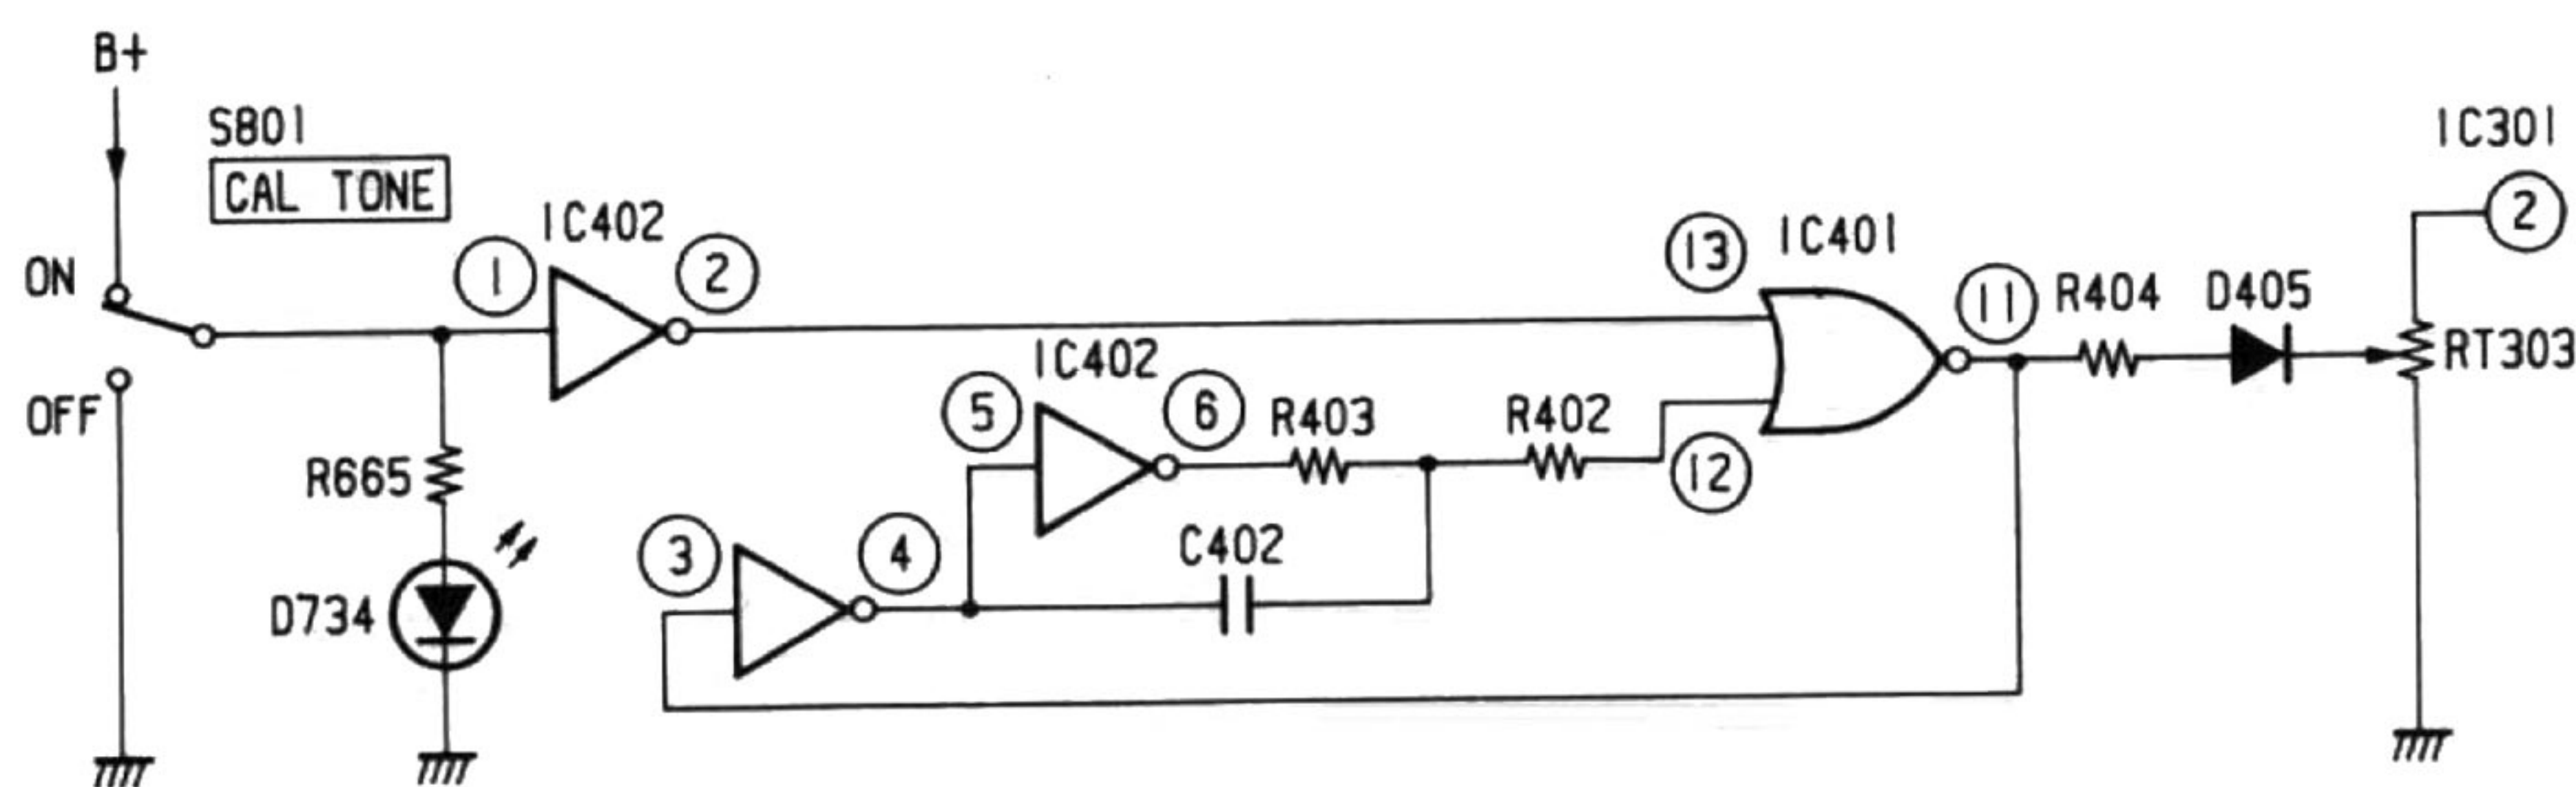 B+
S801
CAL TONE
ON
OFF
R665
D734
1
IC402
2
3
4
5
IC402
6
R403
C402
R402
13
IC401
12
11
R404
D405
IC301
2
RT303